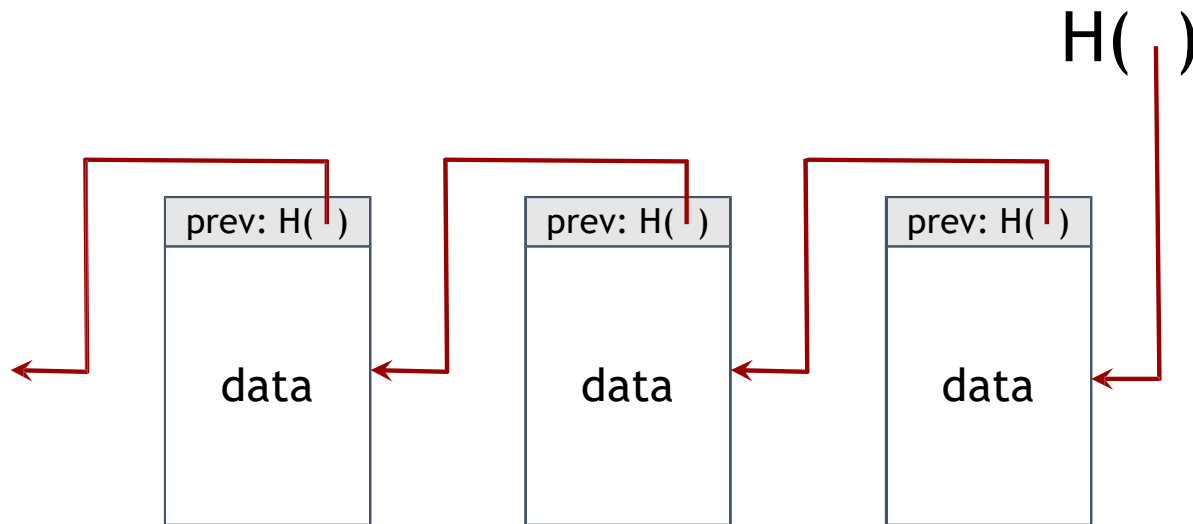 H( )
prev: H( )
prev: H( )
prev: H( )
data
data
data